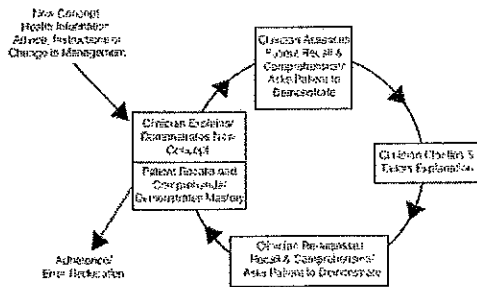 New Concept
Health Information
Advice, Instructions or
Change in Management
Clinician Assesses
Patient Recall &
Comprehension/
Asks Patient to
Demonstrate
Clinician Explains/
Demonstrates New
Concept
Patient Recalls and
Comprehends/
Demonstrates Mastery
Clinician Clarifies &
Tailors Explanation
Clinician Re-assesses
Recall & Comprehension/
Asks Patient to Demonstrate
Adherence/
Error Reduction